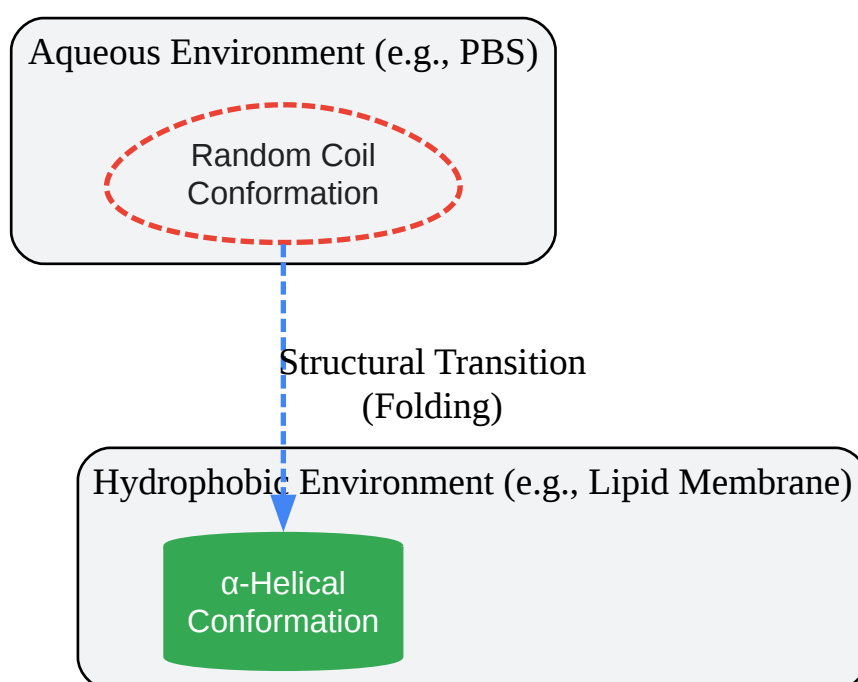 Aqueous Environment (e.g., PBS)
Random Coil
Conformation
Structural Transition
(Folding)
Hydrophobic Environment (e.g., Lipid Membrane)
α-Helical
Conformation